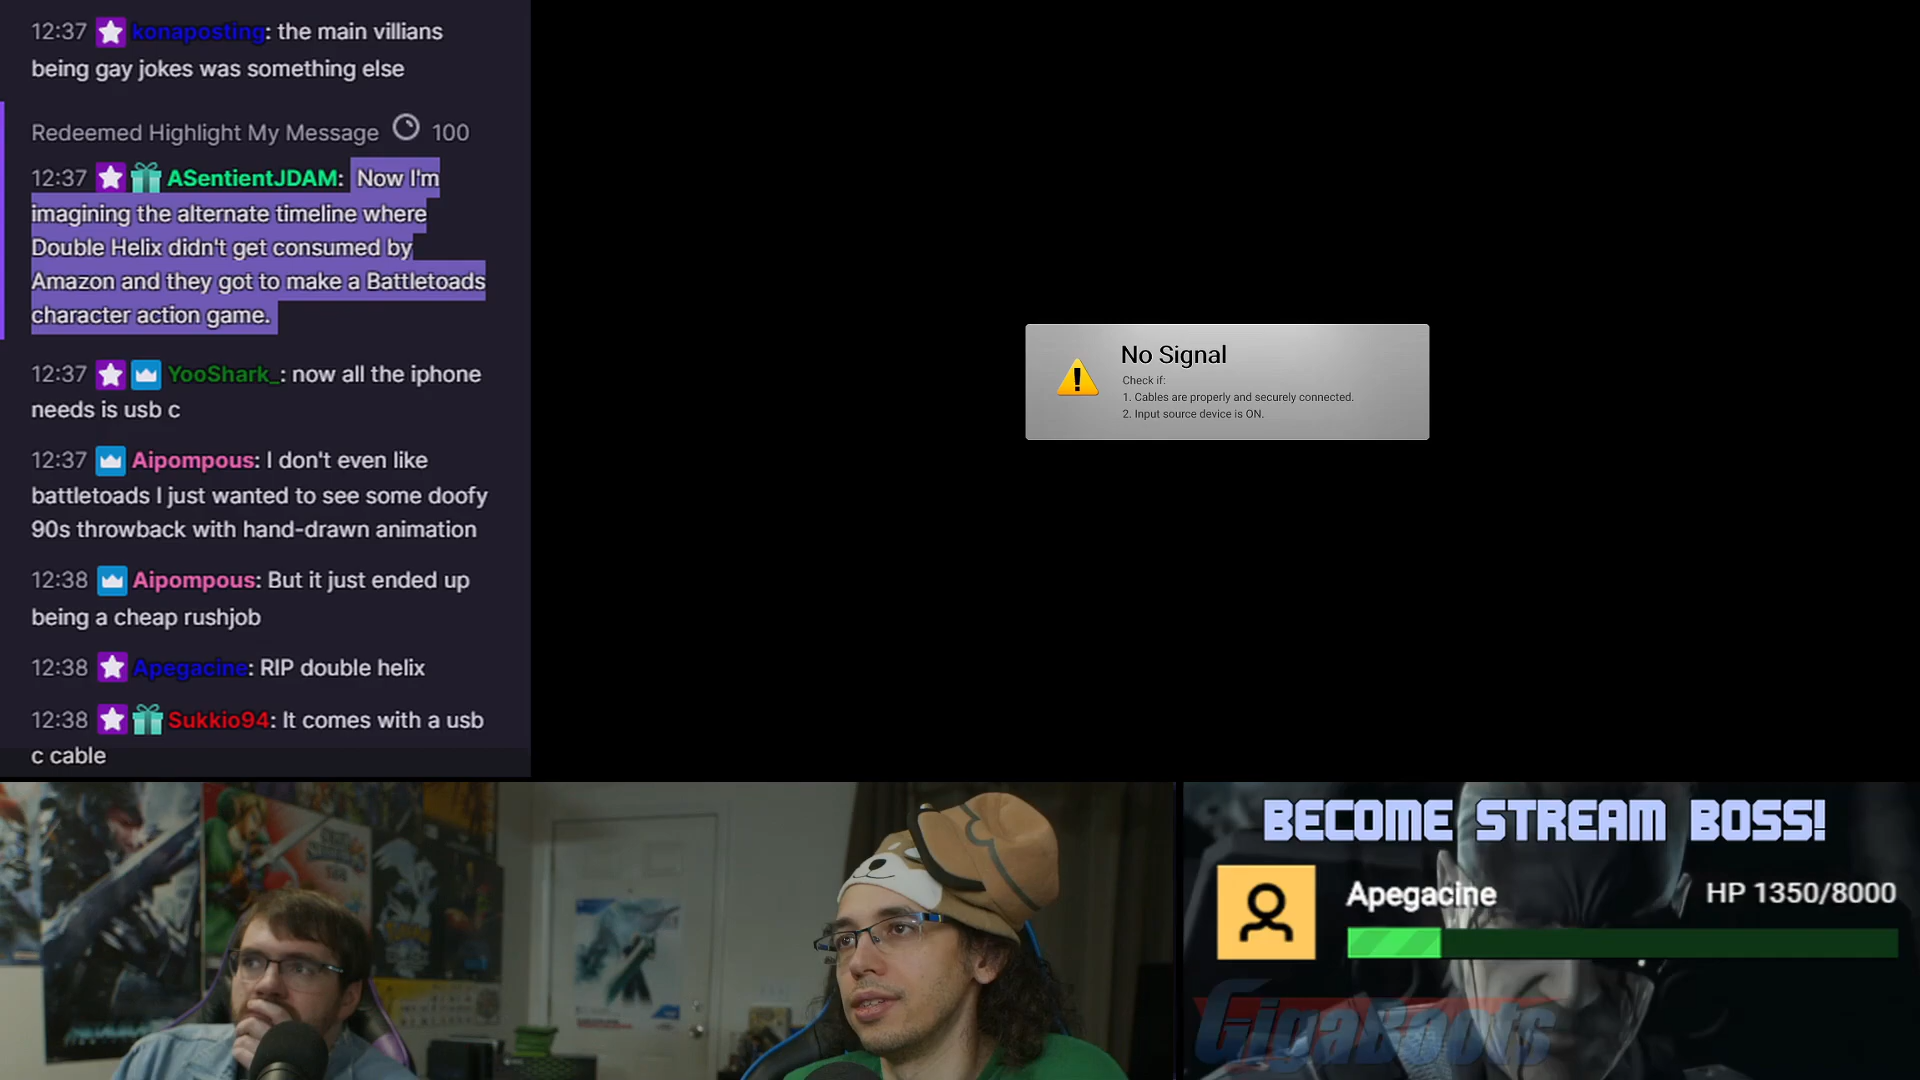 12:37 konaposting: the main villians
being gay jokes was something else
Redeemed Highlight My Message 100
12:37 ASentientJDAM: Now I'm
imagining the alternate timeline where
Double Helix didn't get consumed by
Amazon and they got to make a Battletoads
character action game.
12:37 YooShark_: now all the iphone
needs is usb c
12:37 Aipompous: I don't even like
battletoads I just wanted to see some doofy
90s throwback with hand-drawn animation
12:38 Aipompous: But it just ended up
being a cheap rushjob
12:38 Apegacine: RIP double helix
12:38 Sukkio94: It comes with a usb
c cable
No Signal
Check if:
1. Cables are properly and securely connected.
2. Input source device is ON.
BECOME STREAM BOSS!
Apegacine HP 1350/8000
GigaBoots